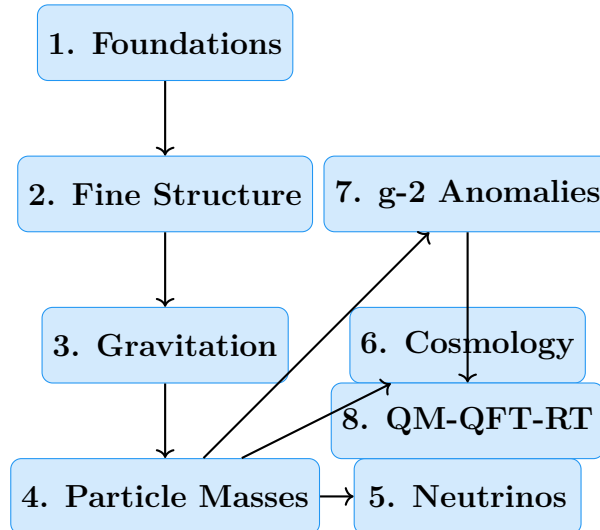 1. Foundations
2. Fine Structure
7. g-2 Anomalies
3. Gravitation
6. Cosmology
8. QM-QFT-RT
4. Particle Masses
5. Neutrinos